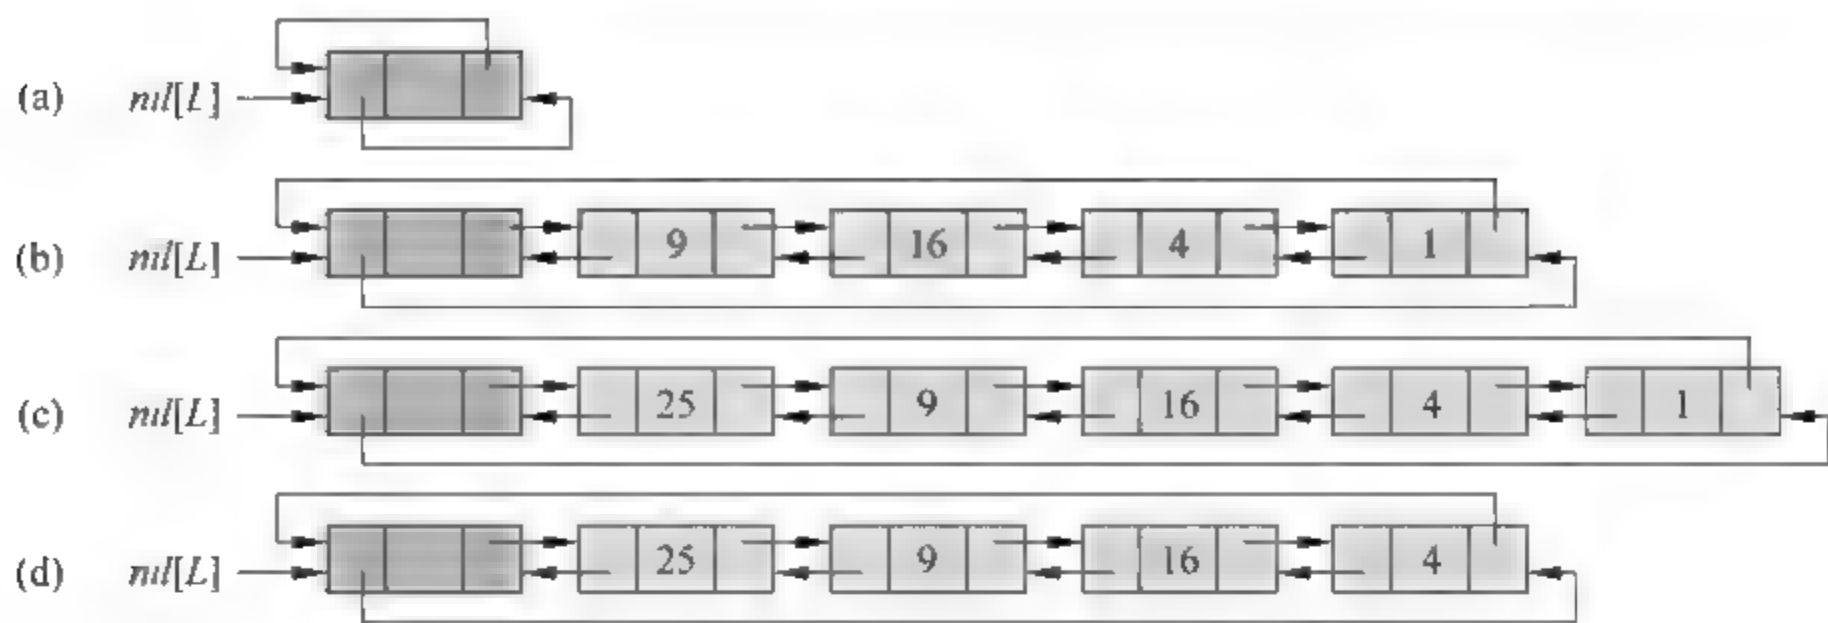 (a) nil[L]
(b) nil[L] 9 16 4 1
(c) nil[L] 25 9 16 4 1
(d) nil[L] 25 9 16 4